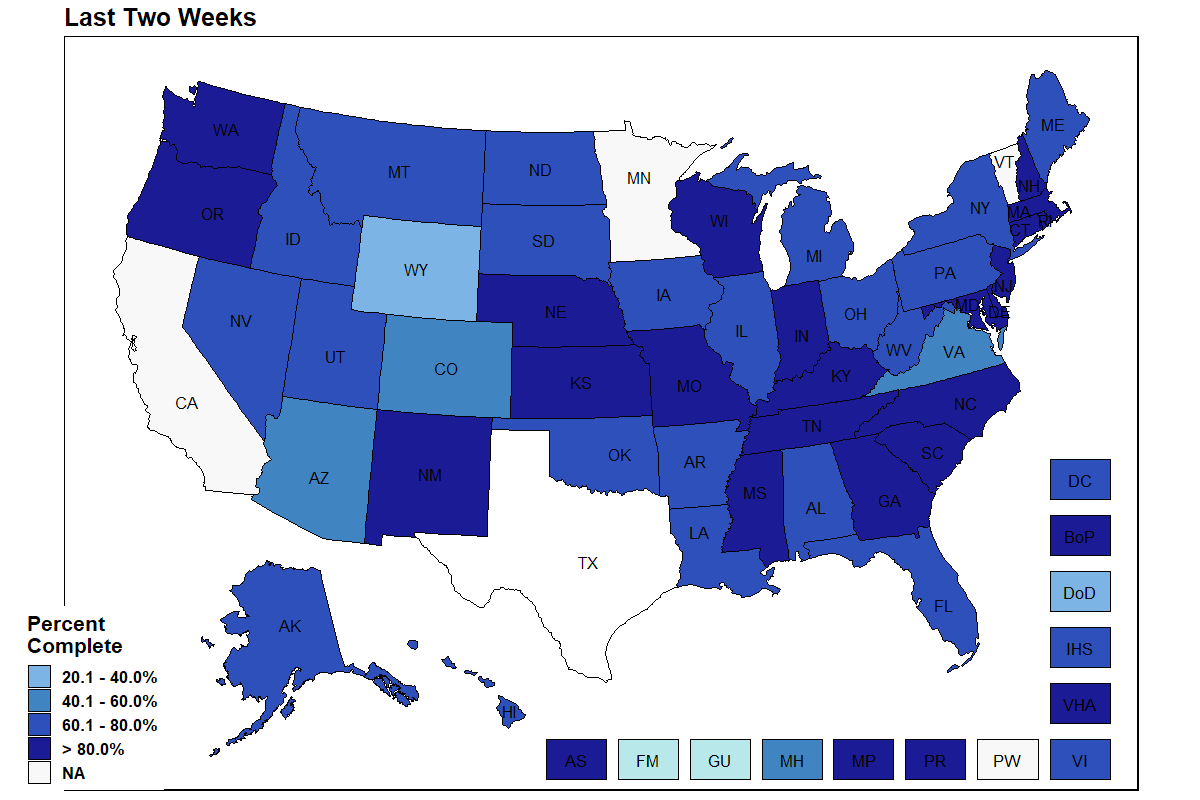 Last Two Weeks
WA
OR
CA
ID
NV
MT
WY
UT
AZ
CO
NM
ND
SD
NE
KS
OK
TX
MN
IA
MO
AR
LA
WI
IL
MI
IN
OH
KY
TN
MS
AL
GA
FL
SC
NC
VA
WV
PA
NY
VT
NH
ME
MA
RI
CT
NJ
MD
DE
AK
HI
DC
BoP
DoD
IHS
VHA
AS
FM
GU
MH
MP
PR
PW
VI
Percent
Complete
20.1 - 40.0%
40.1 - 60.0%
60.1 - 80.0%
> 80.0%
NA